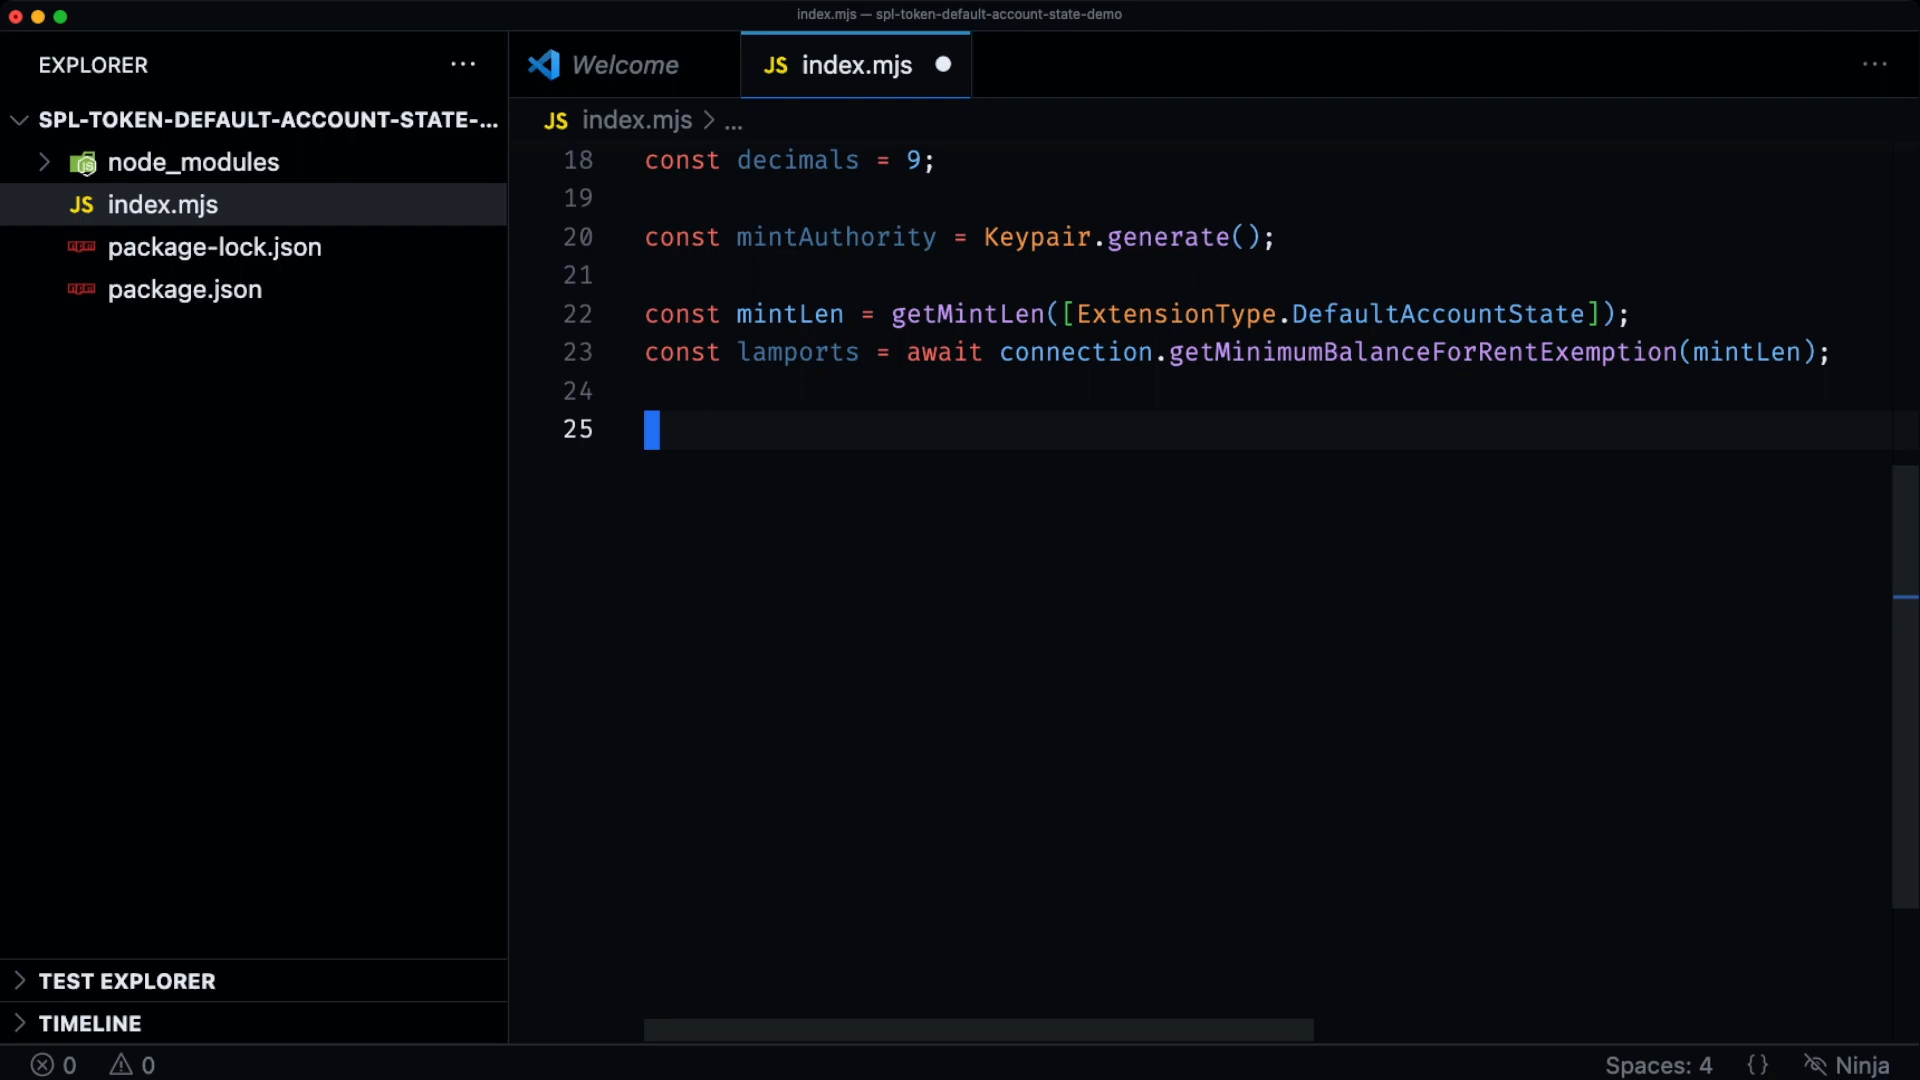 index.mjs — spl-token-default-account-state-demo
EXPLORER
Welcome
JS index.mjs
SPL-TOKEN-DEFAULT-ACCOUNT-STATE-...
JS index.mjs > ...
node_modules
JS index.mjs
package-lock.json
package.json
18 const decimals = 9;
19
20 const mintAuthority = Keypair.generate();
21
22 const mintLen = getMintLen([ExtensionType.DefaultAccountState]);
23 const lamports = await connection.getMinimumBalanceForRentExemption(mintLen);
24
25
TEST EXPLORER
TIMELINE
0 0
Spaces: 4 {} Ninja